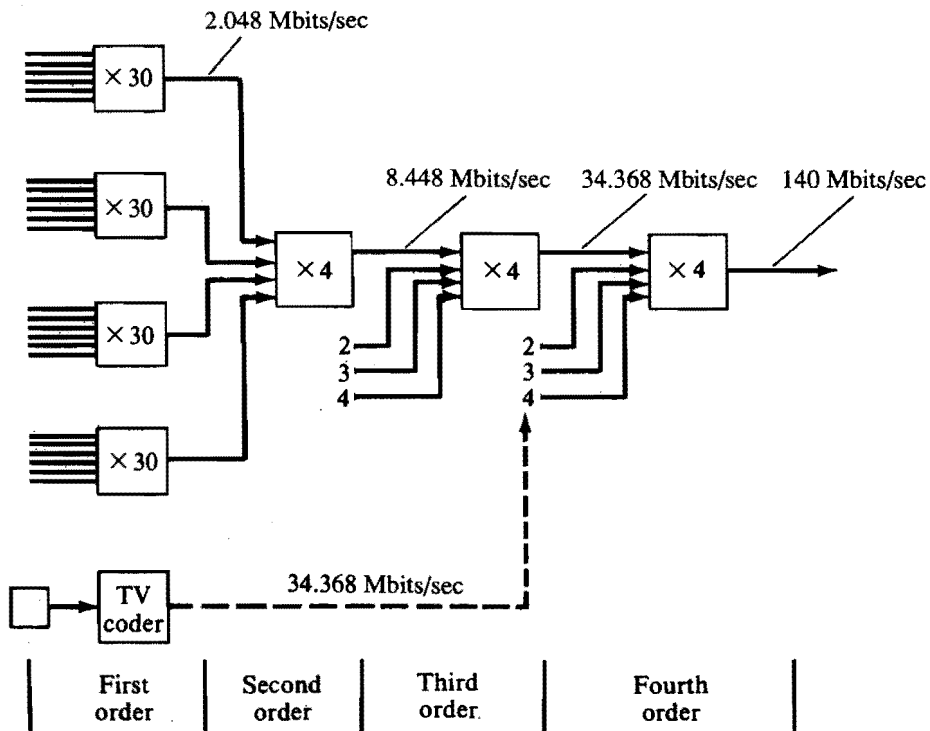 2.048 Mbits/sec
× 30
× 30
8.448 Mbits/sec
34.368 Mbits/sec
140 Mbits/sec
× 4
× 4
× 4
× 30
2
3
4
2
3
4
× 30
34.368 Mbits/sec
TV
coder
First
order
Second
order
Third
order.
Fourth
order